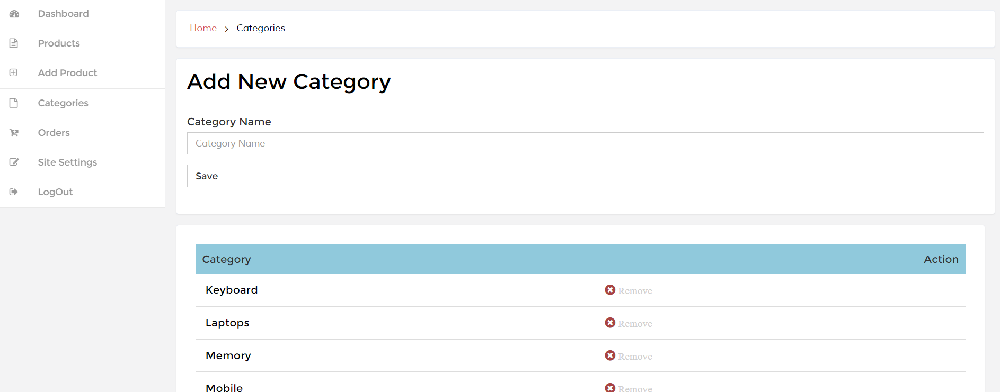 Dashboard
Products
Add Product
Categories
Orders
Site Settings
LogOut
Home > Categories
Add New Category
Category Name
Category Name
Save
Category Action
Keyboard Remove
Laptops Remove
Memory Remove
Mobile Remove